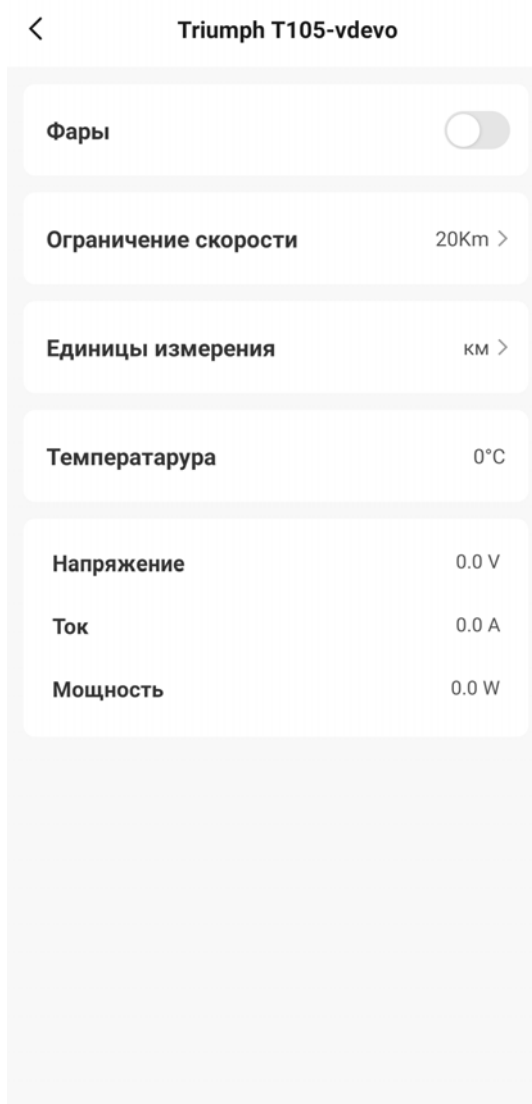 Triumph T105-vdevo
Фары
Ограничение скорости 20Km
Единицы измерения км
Температарура 0°C
Напряжение 0.0 V
Ток 0.0 A
Мощность 0.0 W